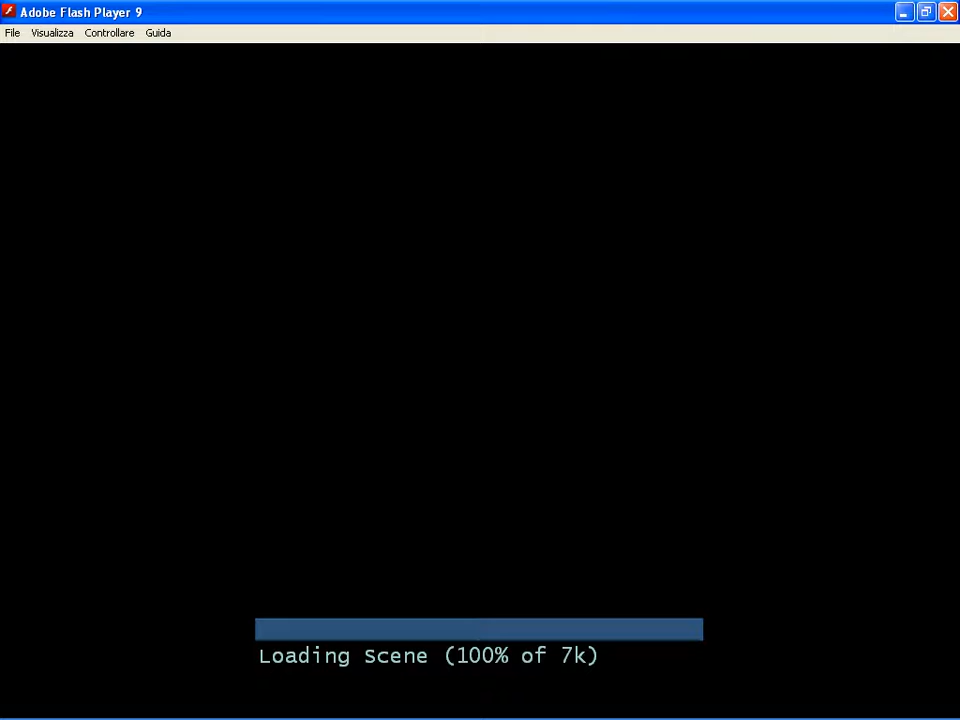 Adobe Flash Player 9
File Visualizza Controllare Guida
Loading Scene (100% of 7k)